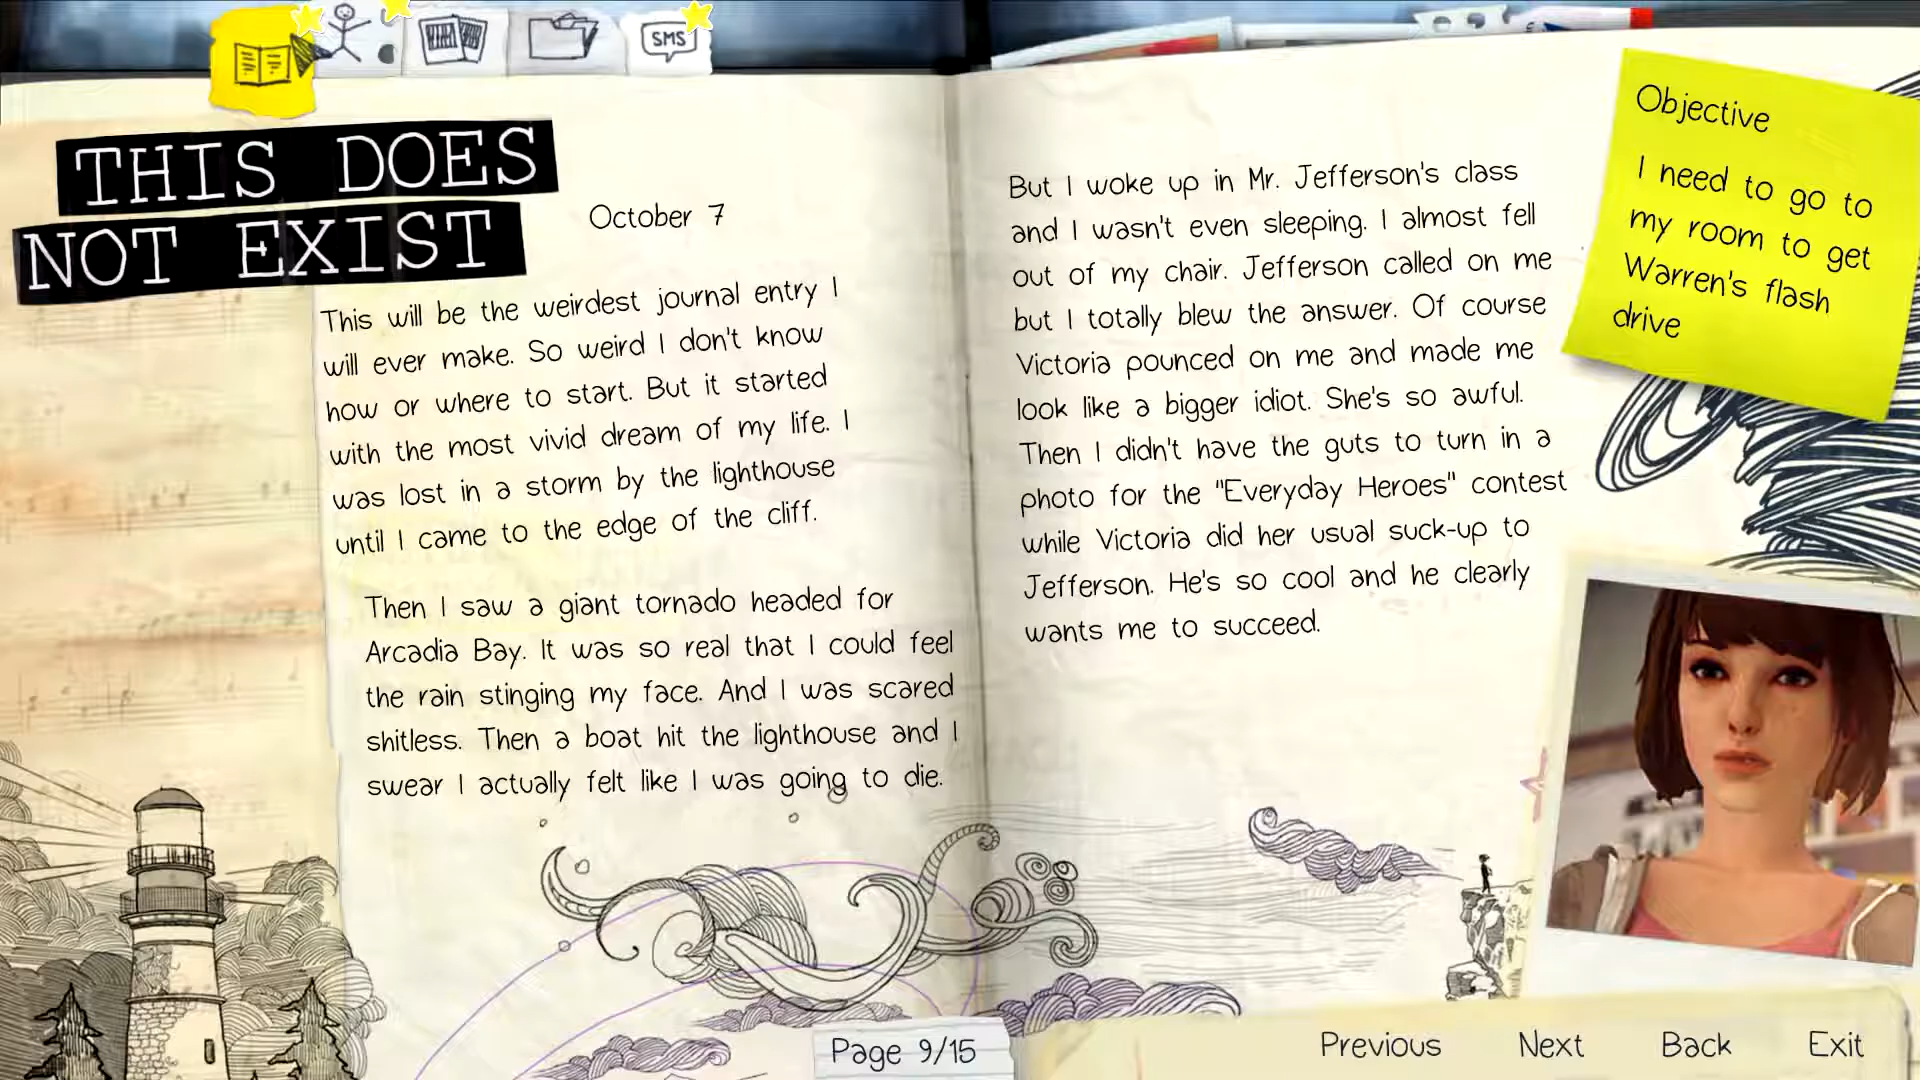 SMS
THIS DOES
NOT EXIST
October 7
This will be the weirdest journal entry I
will ever make. So weird I don't know
how or where to start. But it started
with the most vivid dream of my life. I
was lost in a storm by the lighthouse
until I came to the edge of the cliff.
Then I saw a giant tornado headed for
Arcadia Bay. It was so real that I could feel
the rain stinging my face. And I was scared
shitless. Then a boat hit the lighthouse and I
swear I actually felt like I was going to die.
But I woke up in Mr. Jefferson's class
and I wasn't even sleeping. I almost fell
out of my chair. Jefferson called on me
but I totally blew the answer. Of course
Victoria pounced on me and made me
look like a bigger idiot. She's so awful.
Then I didn't have the guts to turn in a
photo for the "Everyday Heroes" contest
while Victoria did her usual suck-up to
Jefferson. He's so cool and he clearly
wants me to succeed.
Objective
I need to go to
my room to get
Warren's flash
drive
Page 9/15
Previous
Next
Back
Exit